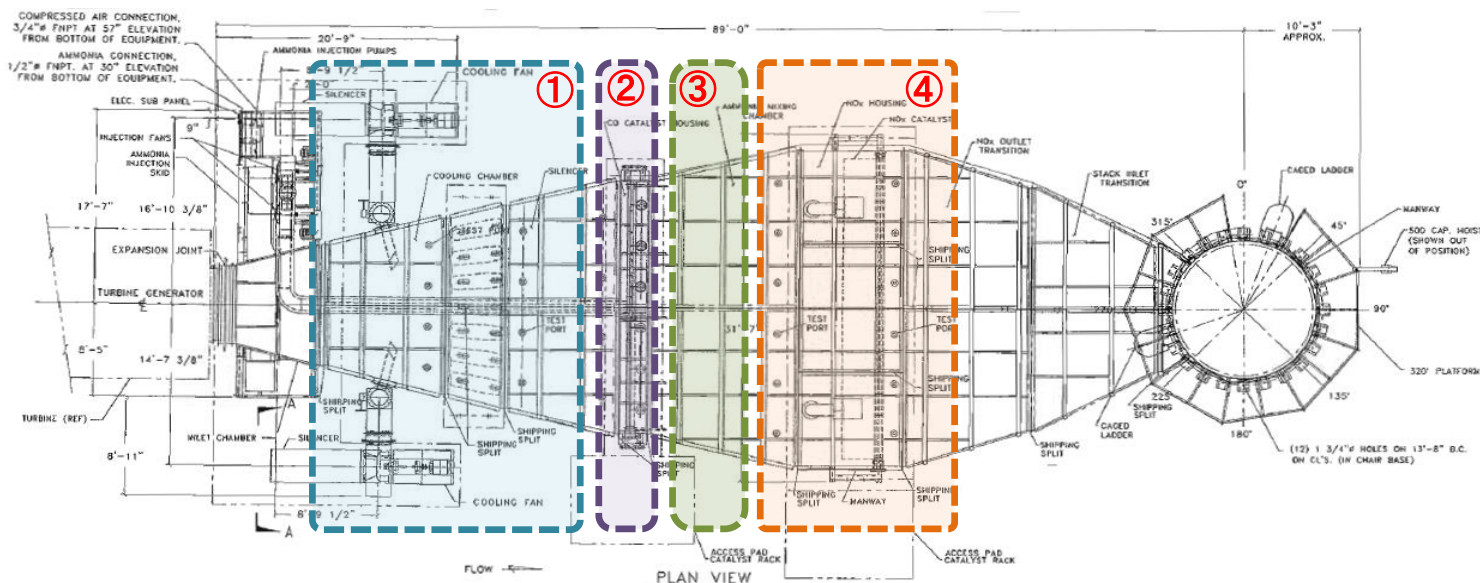 COMPRESSED AIR CONNECTION,
3/4"ø FNPT AT 57" ELEVATION
FROM BOTTOM OF EQUIPMENT.
AMMONIA CONNECTION,
1/2"ø FNPT. AT 30" ELEVATION
FROM BOTTOM OF EQUIPMENT.
ELEC. SUB PANEL
INJECTION FANS
AMMONIA
INJECTION
SKID
9"
17'-7"
16'-10 3/8"
EXPANSION JOINT
TURBINE GENERATOR
8'-5"
14'-7 3/8"
TURBINE (REF)
INLET CHAMBER
SILENCER
8'-11"
A
A
8'-9 1/2"
89'-0"
20'-9"
10'-3"
APPROX.
AMMONIA INJECTION PUMPS
COOLING FAN
SILENCER
①
②
③
④
COOLING CHAMBER
SILENCER
CO CATALYST HOUSING
AMMONIA MIXING
CHAMBER
NOx HOUSING
NOx CATALYST
NOx OUTLET
TRANSITION
STACK INLET
TRANSITION
CAGED LADDER
MANWAY
500 CAP. HOIST
(SHOWN OUT
OF POSITION)
0°
45°
90°
135°
180°
225°
270
315°
320° PLATFORM
TEST
PORT
31'-7"
TEST
PORT
TEST
PORT
SHIPPING
SPLIT
SHIPPING
SPLIT
SHIPPING
SPLIT
SHIPPING
SPLIT
SHIPPING
SPLIT
SHIPPING
SPLIT
SHIPPING
SPLIT
SHIPPING
SPLIT
MANWAY
SHIPPING
SPLIT
SHIPPING
SPLIT
CAGED
LADDER
SHIPPING
SPLIT
(12) 1 3/4"ø HOLES ON 13'-8" B.C.
ON CL'S. (IN CHAIR BASE)
COOLING FAN
ACCESS PAD
CATALYST RACK
ACCESS PAD
CATALYST RACK
FLOW
PLAN VIEW